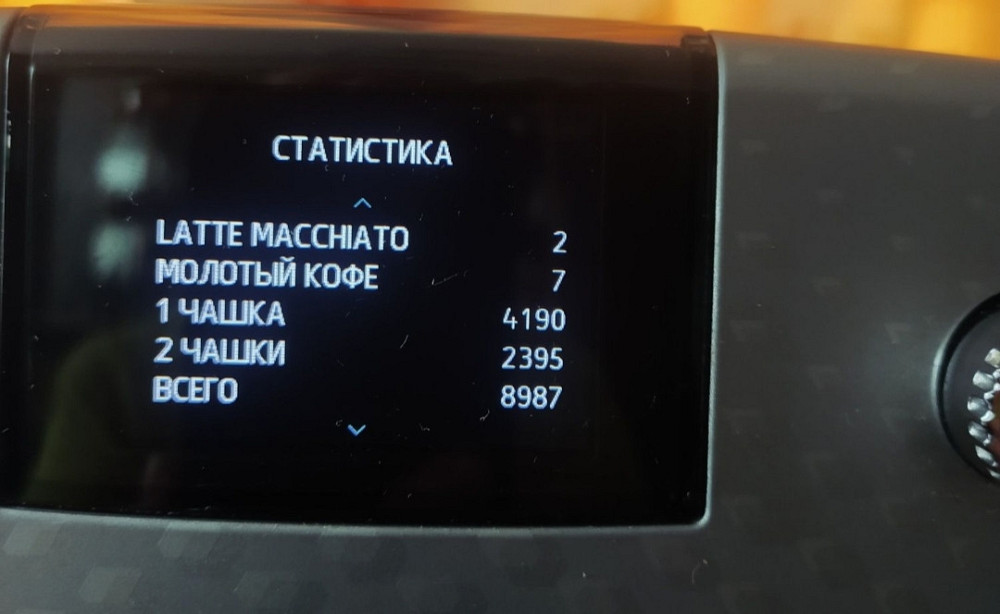 СТАТИСТИКА
LATTE MACCHIATO 2
МОЛОТЫЙ КОФЕ 7
1 ЧАШКА 4190
2 ЧАШКИ 2395
ВСЕГО 8987